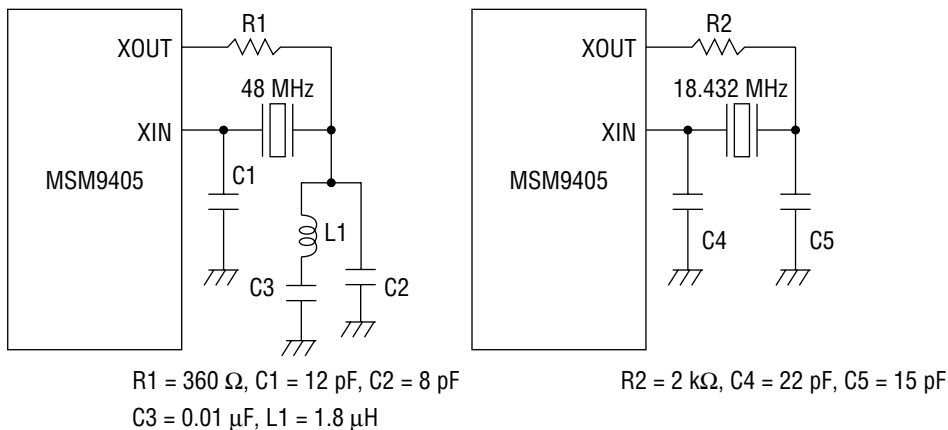 R1
XOUT
48 MHz
XIN
C1
MSM9405
L1
C3
C2
R1 = 360 Ω, C1 = 12 pF, C2 = 8 pF
C3 = 0.01 μF, L1 = 1.8 μH
R2
XOUT
18.432 MHz
XIN
MSM9405
C4
C5
R2 = 2 kΩ, C4 = 22 pF, C5 = 15 pF